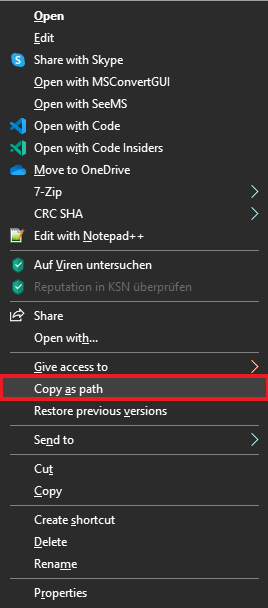 Open
Edit
Share with Skype
Open with MSConvertGUI
Open with SeeMS
Open with Code
Open with Code Insiders
Move to OneDrive
7-Zip
CRC SHA
Edit with Notepad++
Auf Viren untersuchen
Reputation in KSN überprüfen
Share
Open with...
Give access to
Copy as path
Restore previous versions
Send to
Cut
Copy
Create shortcut
Delete
Rename
Properties